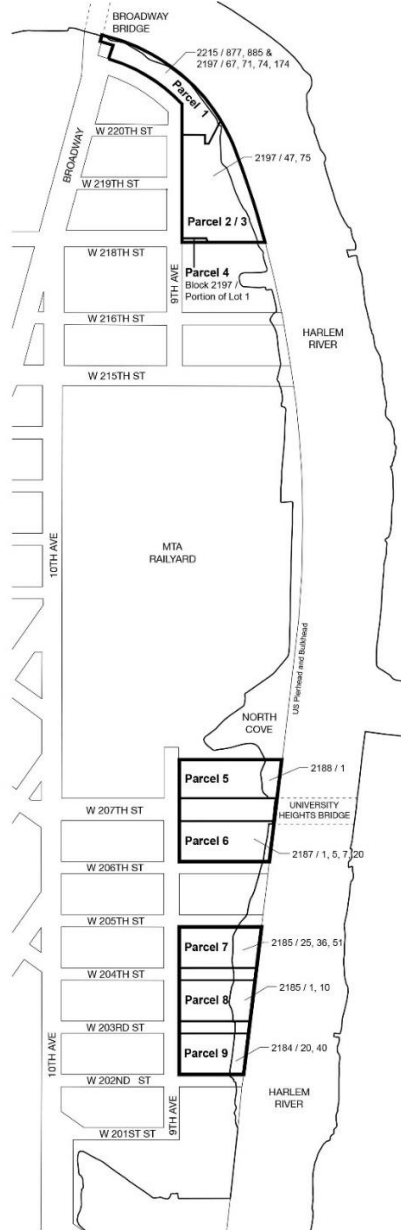 BROADWAY
BRIDGE
2215 / 877, 885 &
2197 / 67, 71, 74, 174
Parcel 1
W 220TH ST
BROADWAY
2197 / 47, 75
W 219TH ST
Parcel 2 / 3
W 218TH ST
9TH AVE
Parcel 4
Block 2197 /
Portion of Lot 1
W 216TH ST
HARLEM
RIVER
W 215TH ST
10TH AVE
MTA
RAILYARD
US Pierhead and Bulkhead
NORTH
COVE
Parcel 5
2188 / 1
W 207TH ST
UNIVERSITY
HEIGHTS BRIDGE
Parcel 6
2187 / 1, 5, 7, 20
W 206TH ST
W 205TH ST
Parcel 7
2185 / 25, 36, 51
W 204TH ST
Parcel 8
2185 / 1, 10
W 203RD ST
10TH AVE
Parcel 9
2184 / 20, 40
W 202ND ST
9TH AVE
HARLEM
RIVER
W 201ST ST